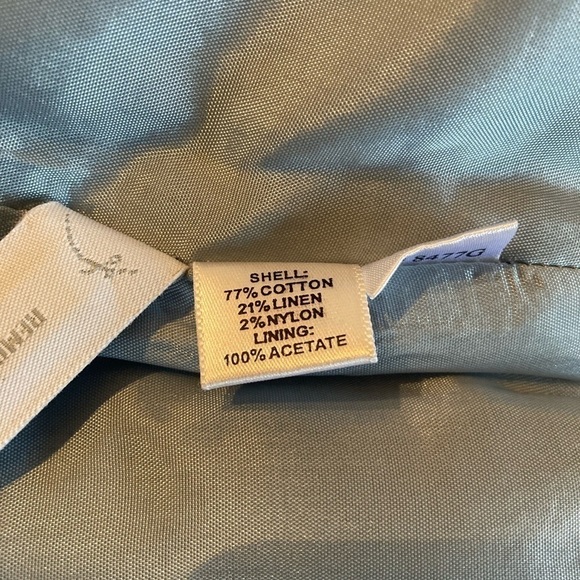 SHELL:
77% COTTON
21% LINEN
2% NYLON
LINING:
100% ACETATE
8477G